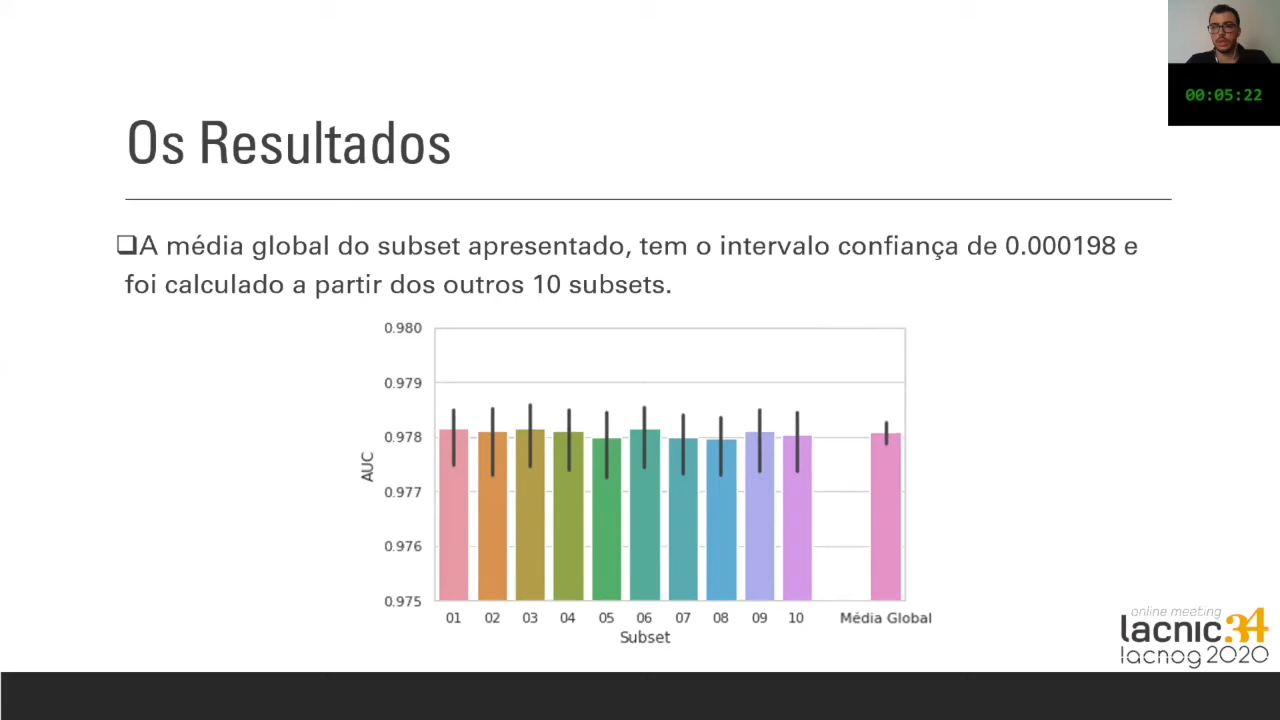 00:05:22
Os Resultados
❑A média global do subset apresentado, tem o intervalo confiança de 0.000198 e
foi calculado a partir dos outros 10 subsets.
0.980
0.979
0.978
0.977
0.976
0.975
AUC
01 02 03 04 05 06 07 08 09 10 Média Global
Subset
online meeting
lacnic.34
lacnog 2020